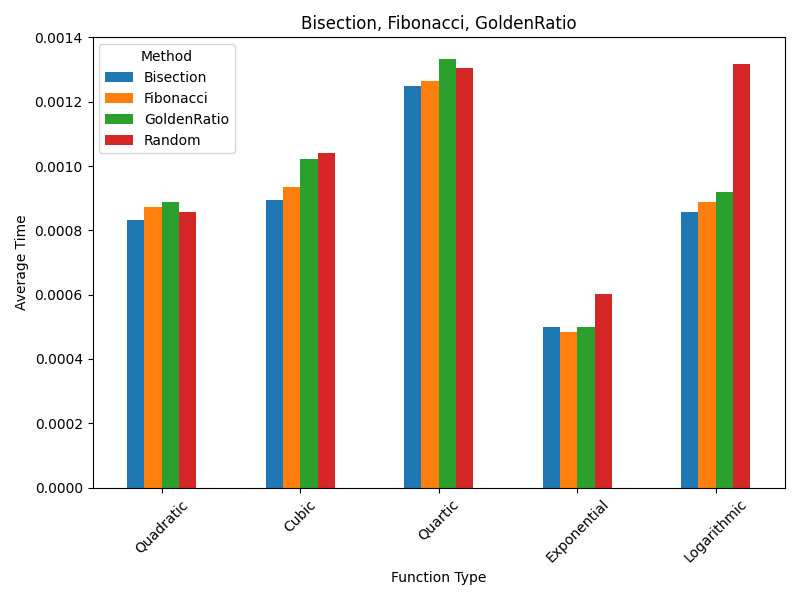 Bisection, Fibonacci, GoldenRatio
Method
Bisection
Fibonacci
GoldenRatio
Random
Average Time
0.0014
0.0012
0.0010
0.0008
0.0006
0.0004
0.0002
0.0000
Quadratic
Cubic
Quartic
Exponential
Logarithmic
Function Type